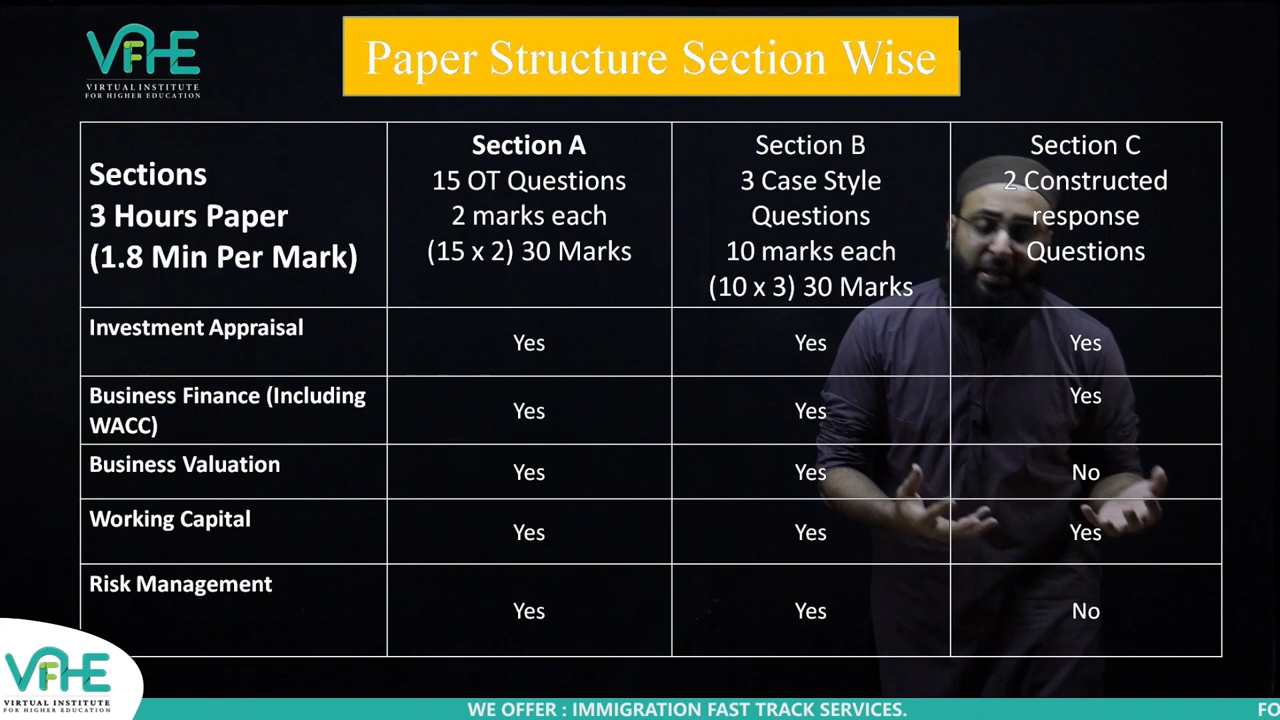 VIFHE
VIRTUAL INSTITUTE
FOR HIGHER EDUCATION
Paper Structure Section Wise
Sections
3 Hours Paper
(1.8 Min Per Mark)
Section A
15 OT Questions
2 marks each
(15 x 2) 30 Marks
Section B
3 Case Style
Questions
10 marks each
(10 x 3) 30 Marks
Section C
2 Constructed
response
Questions
Investment Appraisal
Yes
Yes
Yes
Business Finance (Including
WACC)
Yes
Yes
Yes
Business Valuation
Yes
Yes
No
Working Capital
Yes
Yes
Yes
Risk Management
Yes
Yes
No
VIFHE
VIRTUAL INSTITUTE
FOR HIGHER EDUCATION
WE OFFER : IMMIGRATION FAST TRACK SERVICES.
FO